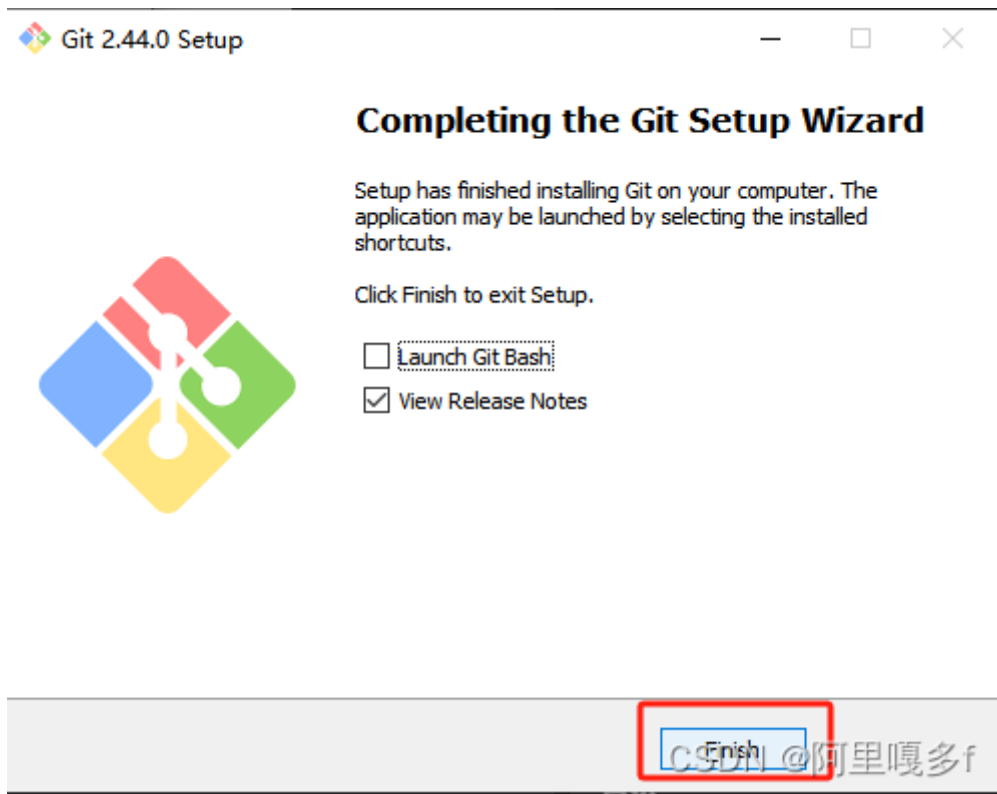 Git 2.44.0 Setup
Completing the Git Setup Wizard
Setup has finished installing Git on your computer. The
application may be launched by selecting the installed
shortcuts.
Click Finish to exit Setup.
Launch Git Bash
View Release Notes
Finish
CSDN @阿里嘎多f